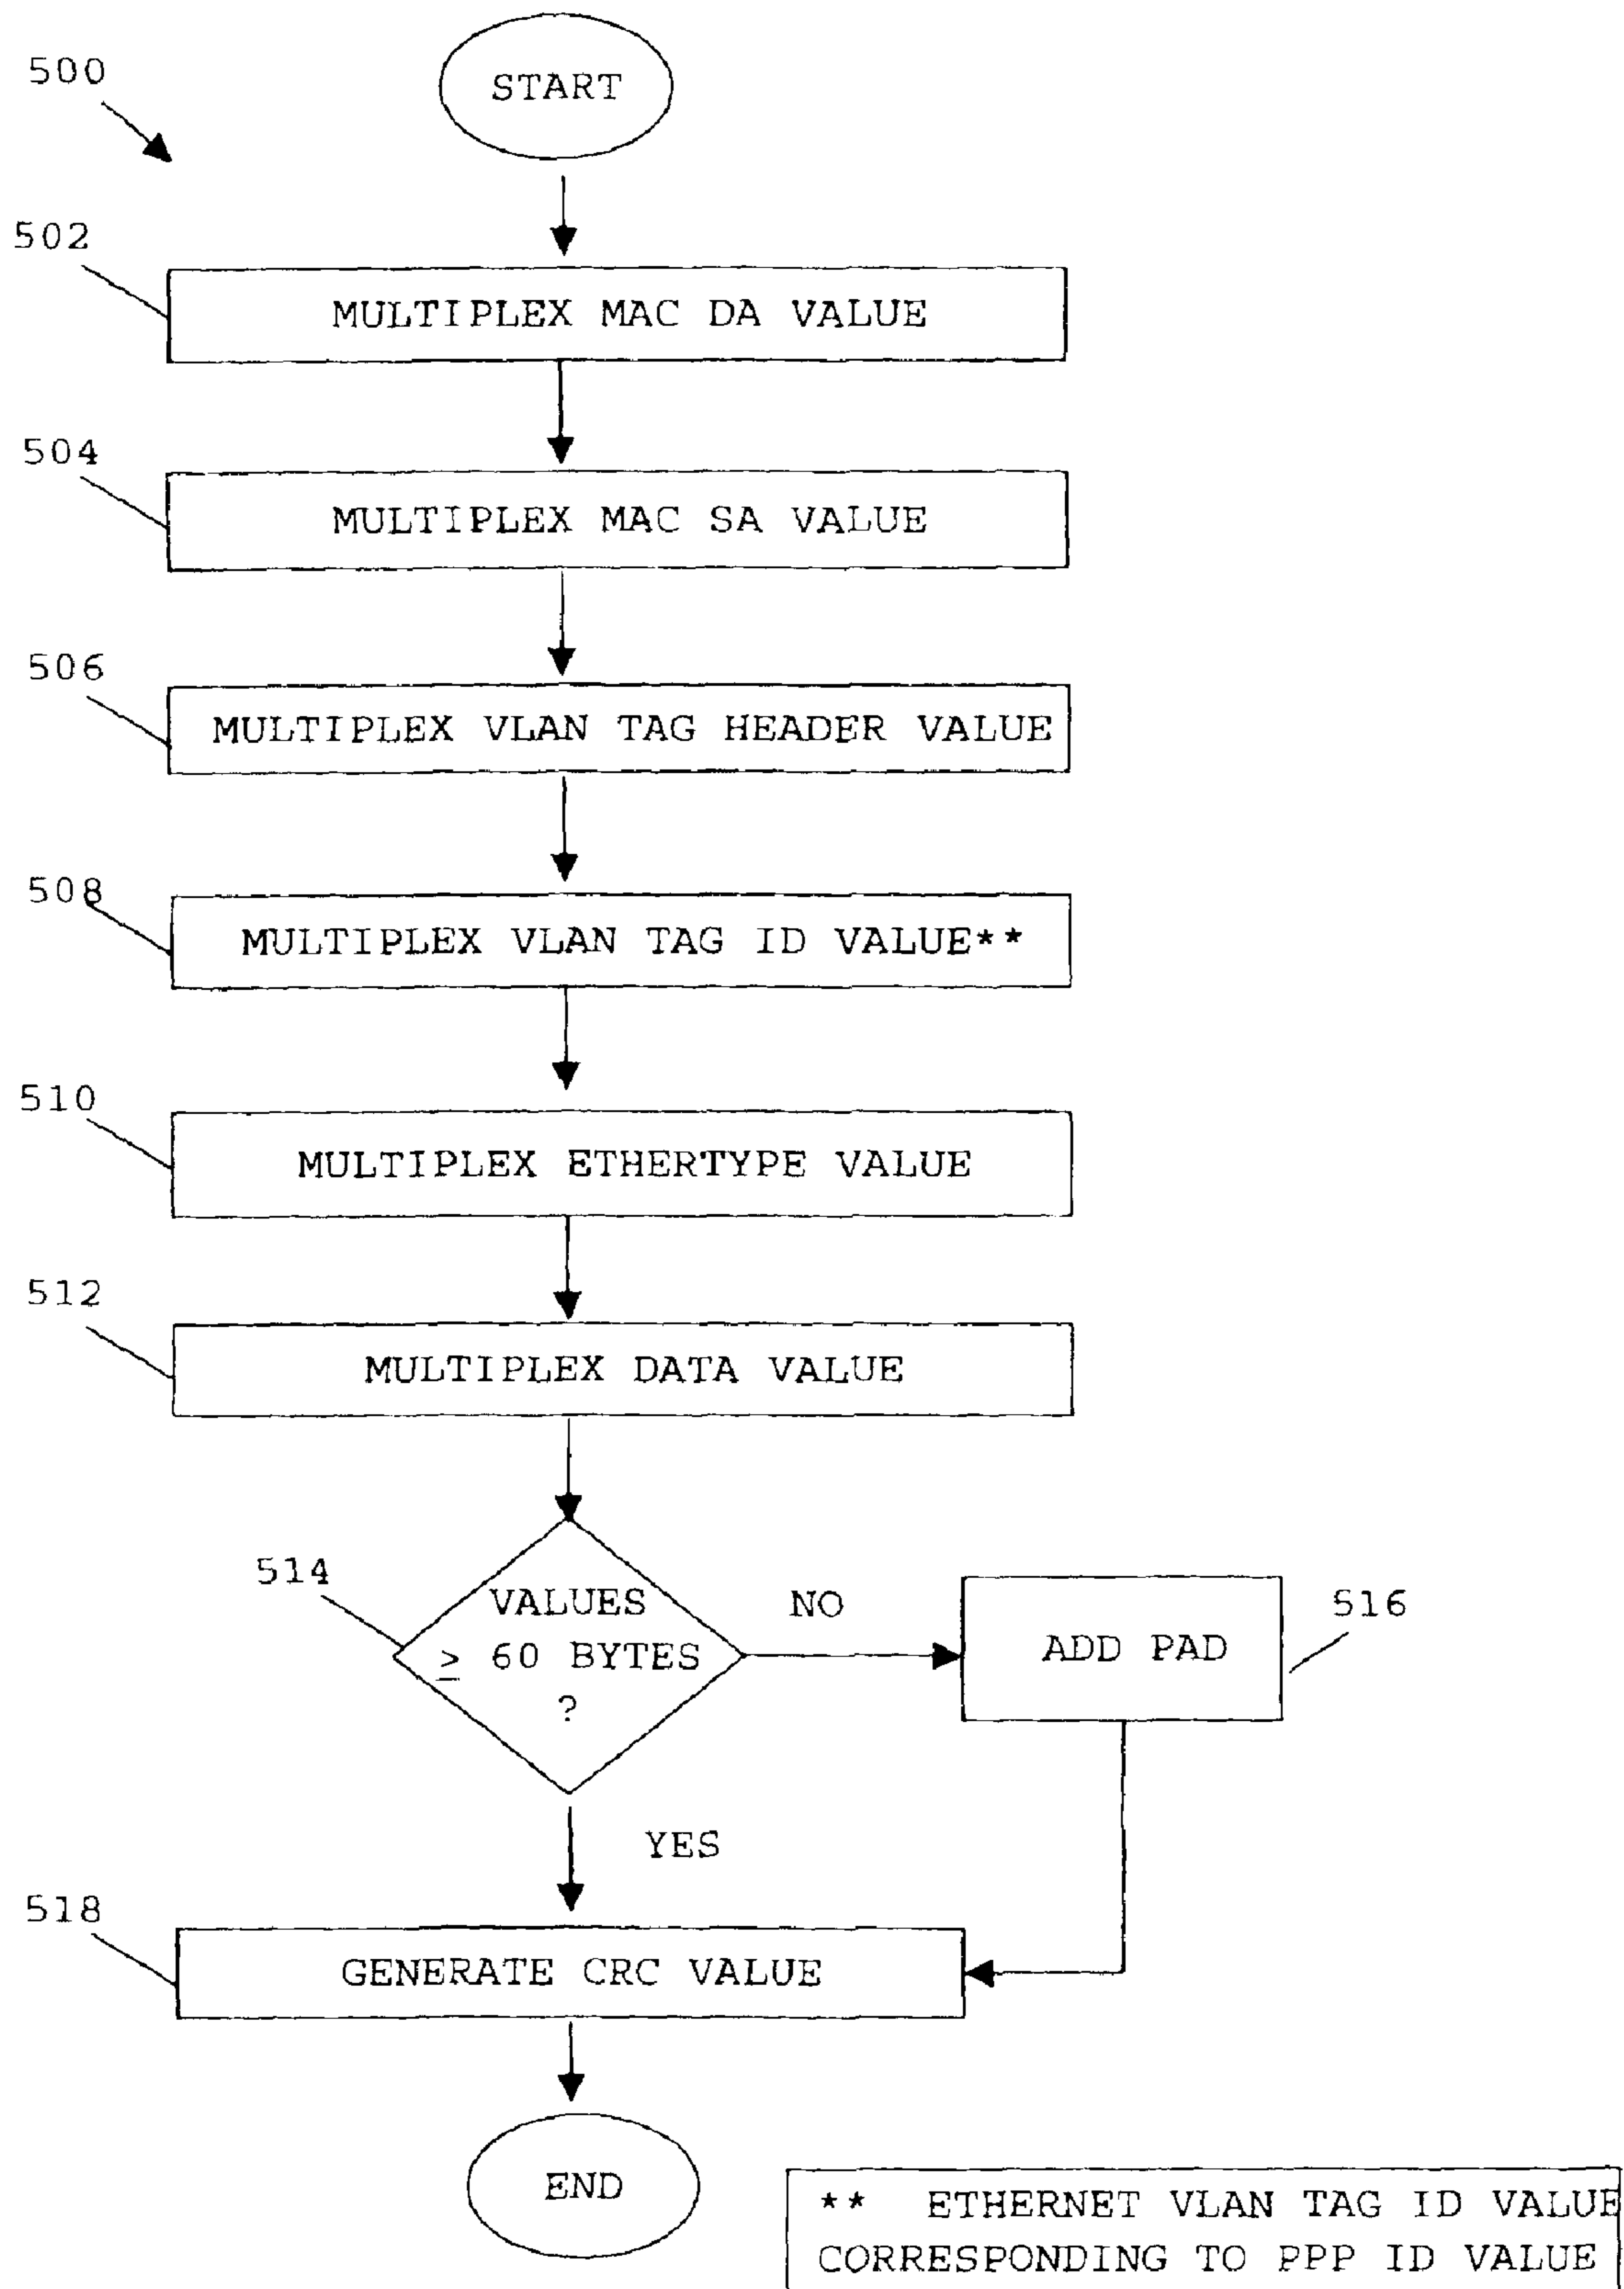 500
START
502
MULTIPLEX MAC DA VALUE
504
MULTIPLEX MAC SA VALUE
506
MULTIPLEX VLAN TAG HEADER VALUE
508
MULTIPLEX VLAN TAG ID VALUE**
510
MULTIPLEX ETHERTYPE VALUE
512
MULTIPLEX DATA VALUE
514
VALUES
≥ 60 BYTES
?
NO
ADD PAD
516
YES
518
GENERATE CRC VALUE
END
** ETHERNET VLAN TAG ID VALUE
CORRESPONDING TO PPP ID VALUE